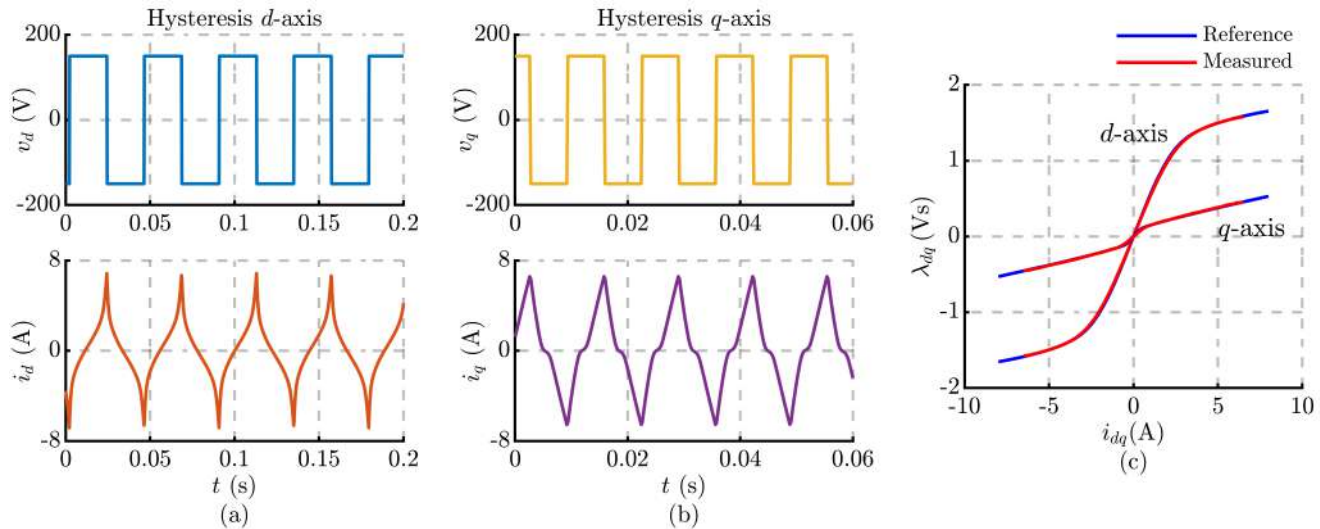 Hysteresis d-axis
200
0
-200
v_d (V)
0 0.05 0.1 0.15 0.2
8
0
-8
i_d (A)
0 0.05 0.1 0.15 0.2
t (s)
(a)
Hysteresis q-axis
200
0
-200
v_q (V)
0 0.02 0.04 0.06
8
0
-8
i_q (A)
0 0.02 0.04 0.06
t (s)
(b)
Reference
Measured
2
1
0
-1
-2
λ_dq (Vs)
d-axis
q-axis
-10 -5 0 5 10
i_dq(A)
(c)